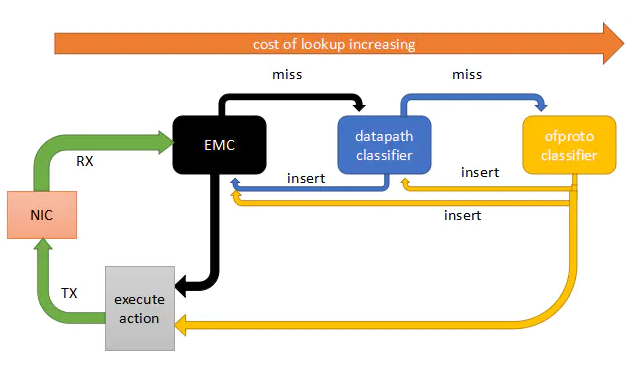 cost of lookup increasing
miss
miss
EMC
datapath
classifier
ofproto
classifier
RX
insert
insert
insert
NIC
TX
execute
action